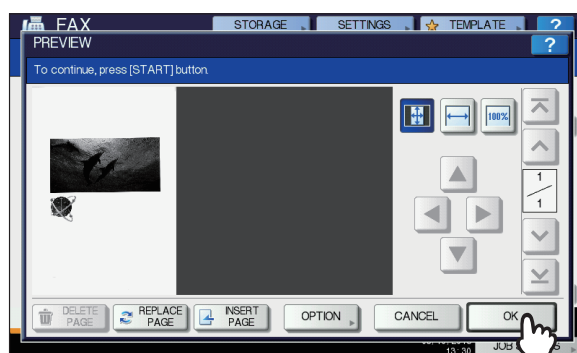 FAX STORAGE SETTINGS TEMPLATE ?
PREVIEW ?
To continue, press [START] button.
100%
1
1
DELETE PAGE
REPLACE PAGE
INSERT PAGE
OPTION
CANCEL
OK
13:30 JOB